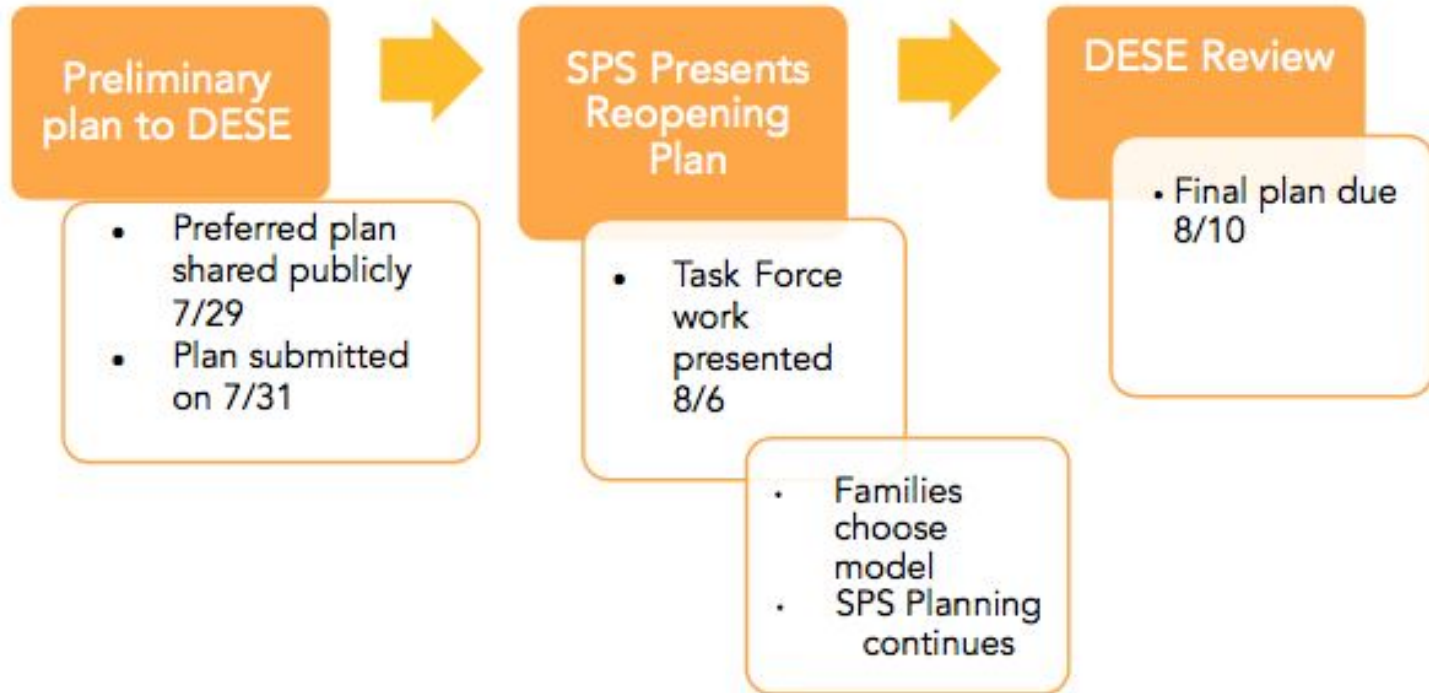 Preliminary
plan to DESE
• Preferred plan
shared publicly
7/29
• Plan submitted
on 7/31
SPS Presents
Reopening
Plan
• Task Force
work
presented
8/6
• Families
choose
model
• SPS Planning
continues
DESE Review
• Final plan due
8/10